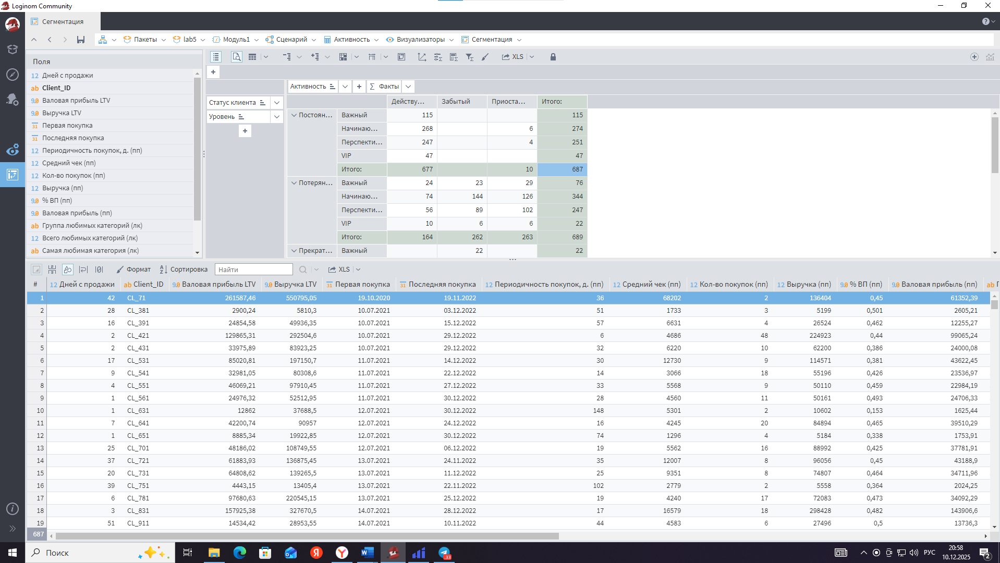 Loginom Community
Сегментация
Пакеты lab5 Модуль1 Сценарий Активность Визуализаторы Сегментация
Поля
12 Дней с продажи
ab Client_ID
9.0 Валовая прибыль LTV
9.0 Выручка LTV
31 Первая покупка
31 Последняя покупка
12 Периодичность покупок, д. (пп)
12 Средний чек (пп)
12 Кол-во покупок (пп)
12 Выручка (пп)
9.0 % ВП (пп)
9.0 Валовая прибыль (пп)
ab Группа любимых категорий (лк)
12 Всего любимых категорий (лк)
ab Самая любимая категория (лк)
XLS
+
Активность + Σ Факты
Статус клиента
Уровень
+
Действу... Забытый Приоста... Итого:
Постоян... Важный 115 115
Начинаю... 268 6 274
Перспекти... 247 4 251
VIP 47 47
Итого: 677 10 687
Потерян... Важный 24 23 29 76
Начинаю... 74 144 126 344
Перспекти... 56 89 102 247
VIP 10 6 6 22
Итого: 164 262 263 689
Прекрат... Важный 22 22
Формат Сортировка Найти XLS
# 12 Дней с продажи ab Client_ID 9.0 Валовая прибыль LTV 9.0 Выручка LTV 31 Первая покупка 31 Последняя покупка 12 Периодичность покупок, д. (пп) 12 Средний чек (пп) 12 Кол-во покупок (пп) 12 Выручка (пп) 9.0 % ВП (пп) 9.0 Валовая прибыль (пп) ab
1 42 CL_71 261587,46 550795,05 19.10.2020 19.11.2022 36 68202 2 136404 0,45 61352,39
2 28 CL_381 2900,24 5810,3 10.07.2021 03.12.2022 51 1733 3 5199 0,501 2605,21
3 16 CL_391 24854,58 49936,35 10.07.2021 15.12.2022 57 6631 4 26524 0,462 12255,27
4 2 CL_421 129865,31 292504,6 10.07.2021 29.12.2022 6 4686 48 224923 0,44 99065,24
5 2 CL_431 33975,89 83923,25 10.07.2021 29.12.2022 32 6220 10 62200 0,386 24000,08
6 17 CL_531 85020,81 197150,7 11.07.2021 14.12.2022 30 12730 9 114571 0,381 43622,45
7 9 CL_541 32981,05 80308,6 11.07.2021 22.12.2022 14 3066 18 55196 0,426 23536,97
8 4 CL_551 46069,21 97910,45 11.07.2021 27.12.2022 33 5568 9 50110 0,459 22984,19
9 1 CL_561 24976,32 52512,95 11.07.2021 30.12.2022 28 4560 11 50161 0,493 24706,33
10 1 CL_631 12862 37688,5 12.07.2021 30.12.2022 148 5301 2 10602 0,153 1625,44
11 7 CL_641 42200,74 90957 12.07.2021 24.12.2022 16 4245 20 84894 0,465 39510,29
12 1 CL_651 8885,34 19922,85 12.07.2021 30.12.2022 74 1296 4 5184 0,338 1753,91
13 25 CL_701 48186,02 108749,55 12.07.2021 06.12.2022 19 5562 16 88992 0,425 37781,91
14 37 CL_721 61883,93 136875,45 13.07.2021 24.11.2022 35 12007 8 96056 0,45 43188,9
15 20 CL_731 64808,62 139265,5 13.07.2021 11.12.2022 25 9351 8 74807 0,464 34711,96
16 39 CL_751 4443,15 13405,4 13.07.2021 22.11.2022 102 2779 2 5558 0,364 2024,25
17 6 CL_781 97680,63 220545,15 13.07.2021 25.12.2022 19 4240 17 72083 0,473 34092,29
18 3 CL_831 157925,38 327670,5 14.07.2021 28.12.2022 17 16579 18 298428 0,482 143906,6
19 51 CL_911 14534,42 28953,55 14.07.2021 10.11.2022 44 4583 6 27496 0,5 13736,3
687
Поиск
33
РУС
20:58
10.12.2025
2